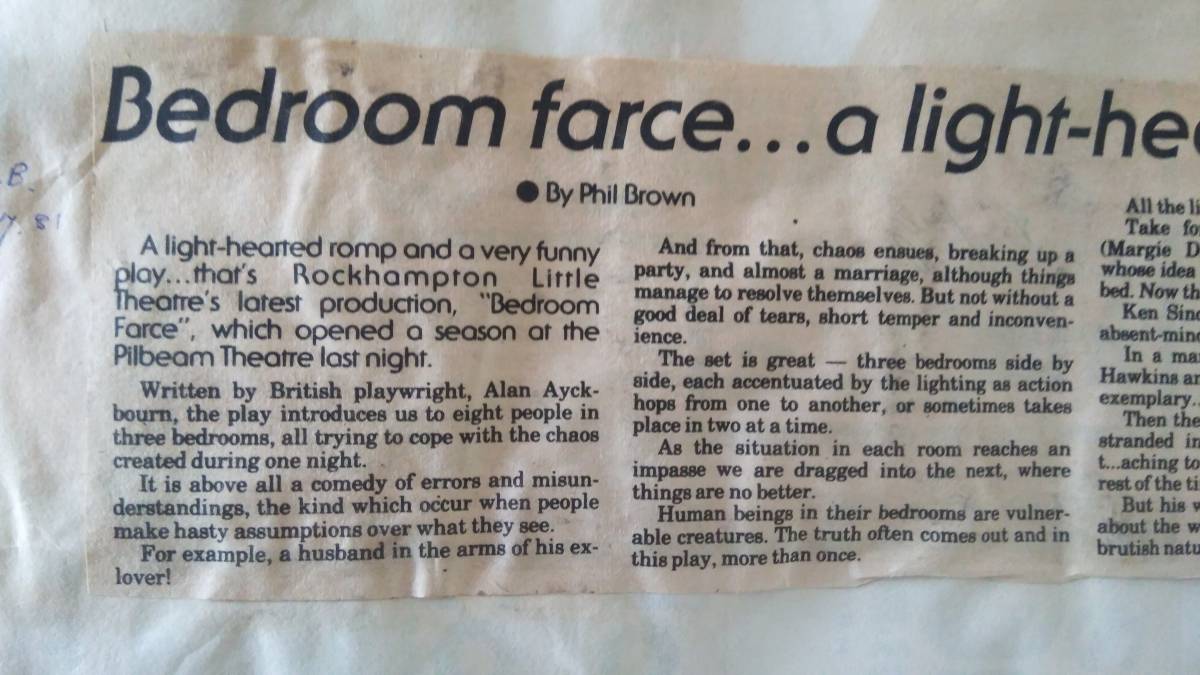 Bedroom farce...a light-hea
● By Phil Brown
.B.
81
A light-hearted romp and a very funny
play...that's Rockhampton Little
Theatre's latest production, "Bedroom
Farce", which opened a season at the
Pilbeam Theatre last night.
Written by British playwright, Alan Ayck-
bourn, the play introduces us to eight people in
three bedrooms, all trying to cope with the chaos
created during one night.
It is above all a comedy of errors and misun-
derstandings, the kind which occur when people
make hasty assumptions over what they see.
For example, a husband in the arms of his ex-
lover!
And from that, chaos ensues, breaking up a
party, and almost a marriage, although things
manage to resolve themselves. But not without a
good deal of tears, short temper and inconven-
ience.
The set is great — three bedrooms side by
side, each accentuated by the lighting as action
hops from one to another, or sometimes takes
place in two at a time.
As the situation in each room reaches an
impasse we are dragged into the next, where
things are no better.
Human beings in their bedrooms are vulner-
able creatures. The truth often comes out and in
this play, more than once.
All the li
Take fo
(Margie D
whose idea
bed. Now th
Ken Sinc
absent-mind
In a ma
Hawkins ar
exemplary..
Then the
stranded in
t...aching to
rest of the ti
But his w
about the w
brutish natu